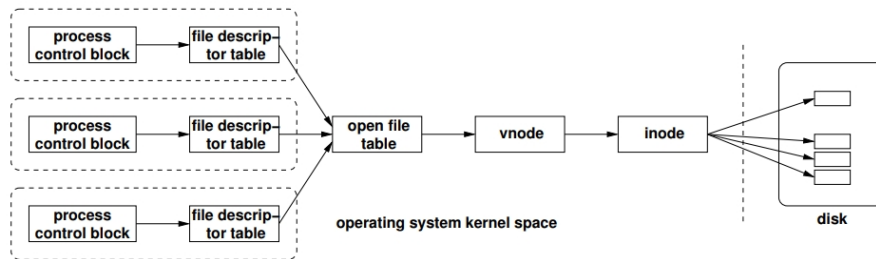 process
control block
file descrip-
tor table
process
control block
file descrip-
tor table
open file
table
vnode
inode
process
control block
file descrip-
tor table
operating system kernel space
disk